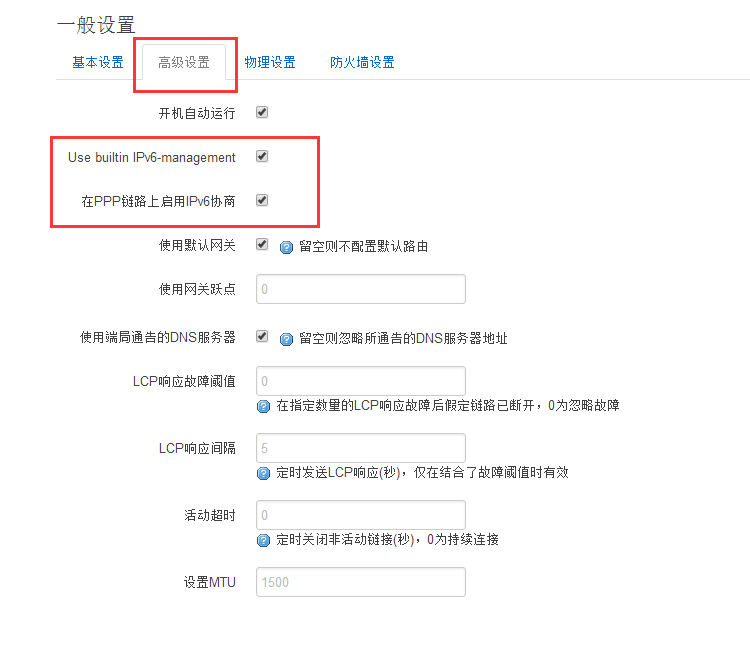 一般设置
基本设置 高级设置 物理设置 防火墙设置
开机自动运行
Use builtin IPv6-management
在PPP链路上启用IPv6协商
使用默认网关 留空则不配置默认路由
使用网关跃点 0
使用端局通告的DNS服务器 留空则忽略所通告的DNS服务器地址
LCP响应故障阈值 0
在指定数量的LCP响应故障后假定链路已断开，0为忽略故障
LCP响应间隔 5
定时发送LCP响应(秒)，仅在结合了故障阈值时有效
活动超时 0
定时关闭非活动链接(秒)，0为持续连接
设置MTU 1500